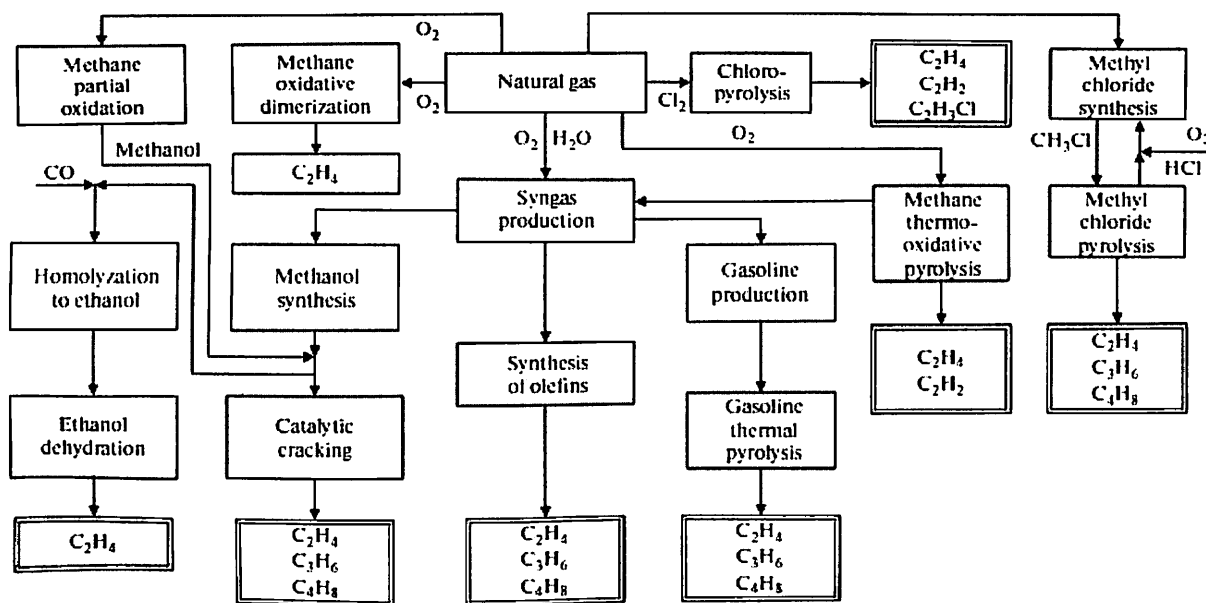 O₂
Methane
partial
oxidation
Methane
oxidative
dimerization
O₂
Natural gas
Cl₂
Chloro-
pyrolysis
C₂H₄
C₂H₂
C₂H₃Cl
Methyl
chloride
synthesis
Methanol
C₂H₄
O₂
H₂O
O₂
CH₃Cl
O₂
HCl
CO
Syngas
production
Methane
thermo-
oxidative
pyrolysis
Methyl
chloride
pyrolysis
Homolyzation
to ethanol
Methanol
synthesis
Gasoline
production
Synthesis
of olefins
C₂H₄
C₂H₂
C₂H₄
C₃H₆
C₄H₈
Ethanol
dehydration
Catalytic
cracking
Gasoline
thermal
pyrolysis
C₂H₄
C₂H₄
C₃H₆
C₄H₈
C₂H₄
C₃H₆
C₄H₈
C₂H₄
C₃H₆
C₄H₈